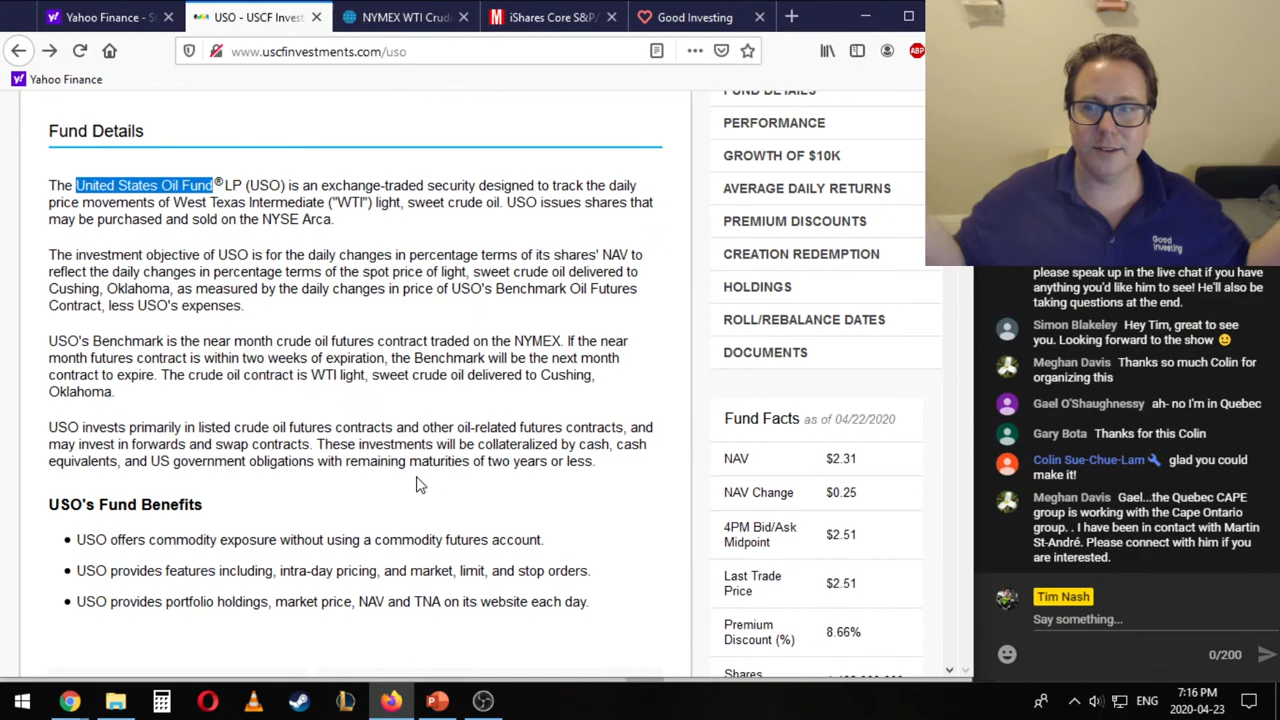 Yahoo Finance - S
USO - USCF Invest
NYMEX WTI Crud
iShares Core S&P/
Good Investing
www.uscfinvestments.com/uso
ABP
Yahoo Finance
Fund Details
The United States Oil Fund® LP (USO) is an exchange-traded security designed to track the daily
price movements of West Texas Intermediate ("WTI") light, sweet crude oil. USO issues shares that
may be purchased and sold on the NYSE Arca.
The investment objective of USO is for the daily changes in percentage terms of its shares' NAV to
reflect the daily changes in percentage terms of the spot price of light, sweet crude oil delivered to
Cushing, Oklahoma, as measured by the daily changes in price of USO's Benchmark Oil Futures
Contract, less USO's expenses.
USO's Benchmark is the near month crude oil futures contract traded on the NYMEX. If the near
month futures contract is within two weeks of expiration, the Benchmark will be the next month
contract to expire. The crude oil contract is WTI light, sweet crude oil delivered to Cushing,
Oklahoma.
USO invests primarily in listed crude oil futures contracts and other oil-related futures contracts, and
may invest in forwards and swap contracts. These investments will be collateralized by cash, cash
equivalents, and US government obligations with remaining maturities of two years or less.
USO's Fund Benefits
USO offers commodity exposure without using a commodity futures account.
USO provides features including, intra-day pricing, and market, limit, and stop orders.
USO provides portfolio holdings, market price, NAV and TNA on its website each day.
FUND DETAILS
PERFORMANCE
GROWTH OF $10K
AVERAGE DAILY RETURNS
PREMIUM DISCOUNTS
CREATION REDEMPTION
HOLDINGS
ROLL/REBALANCE DATES
DOCUMENTS
Fund Facts as of 04/22/2020
NAV $2.31
NAV Change $0.25
4PM Bid/Ask
Midpoint $2.51
Last Trade
Price $2.51
Premium
Discount (%) 8.66%
Shares
Good
Investing
please speak up in the live chat if you have
anything you'd like him to see! He'll also be
taking questions at the end.
Simon Blakeley Hey Tim, great to see
you. Looking forward to the show
Meghan Davis Thanks so much Colin for
organizing this
Gael O'Shaughnessy ah- no I'm in Quebec
Gary Bota Thanks for this Colin
Colin Sue-Chue-Lam glad you could
make it!
Meghan Davis Gael...the Quebec CAPE
group is working with the Cape Ontario
group. . I have been in contact with Martin
St-André. Please connect with him if you
are interested.
Tim Nash
Say something...
0/200
ENG
7:16 PM
2020-04-23